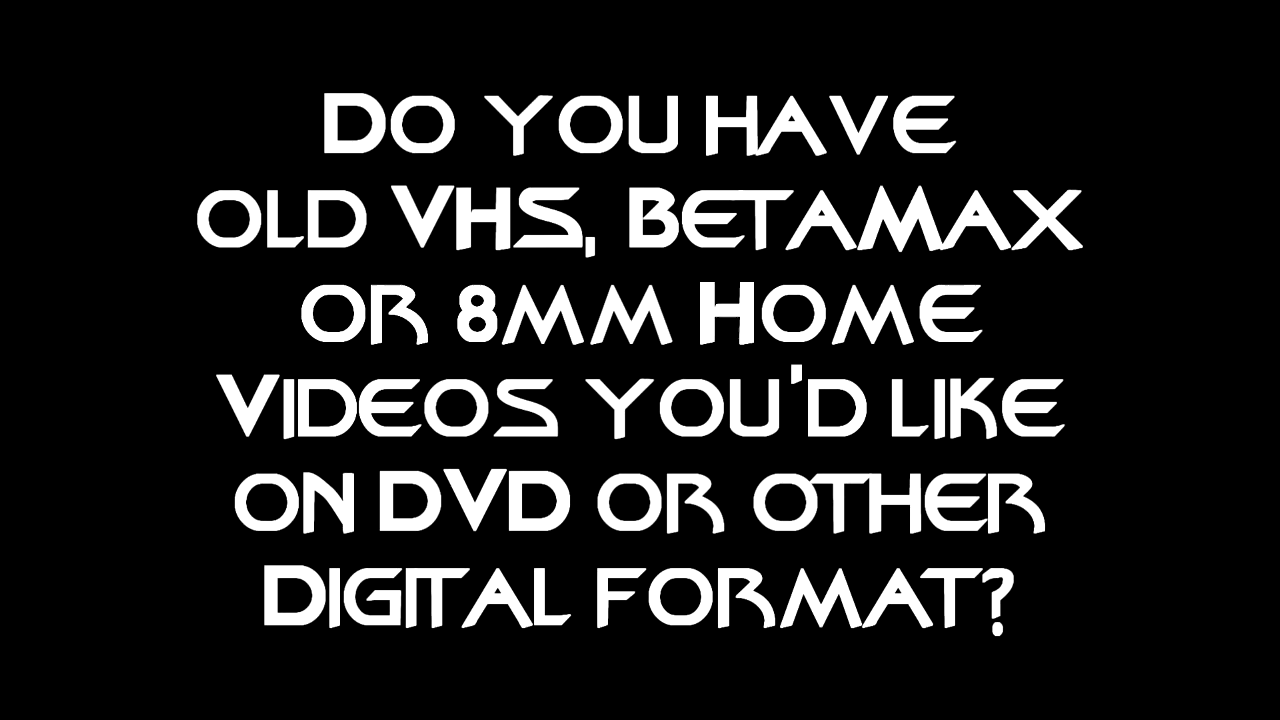 Do you have
old VHS, BetaMax
or 8mm Home
Videos you'd like
on DVD or other
Digital format?